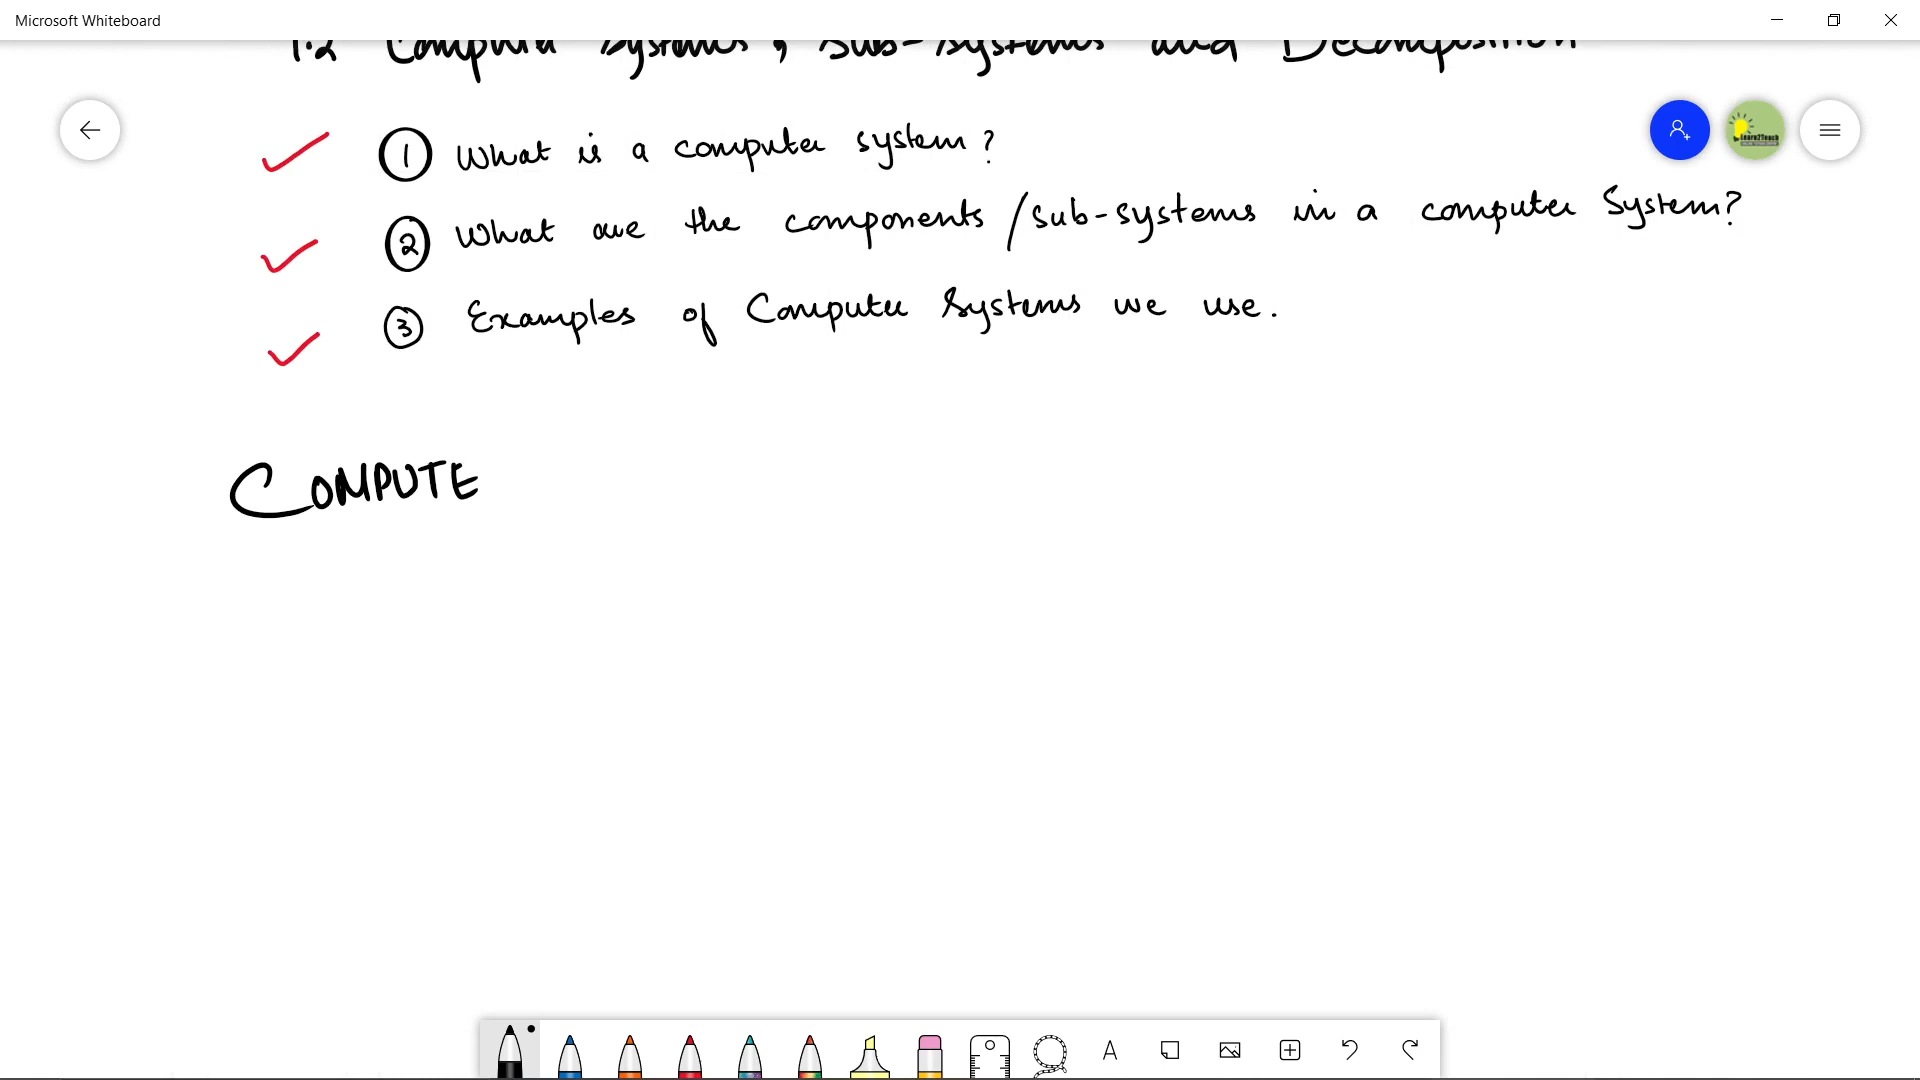 Microsoft Whiteboard
1.2 Computer Systems, Sub-Systems and Decomposition
① What is a computer system?
② What are the components / sub-systems in a computer System?
③ Examples of Computer Systems we use.
COMPUTE
Learn2Teach
A